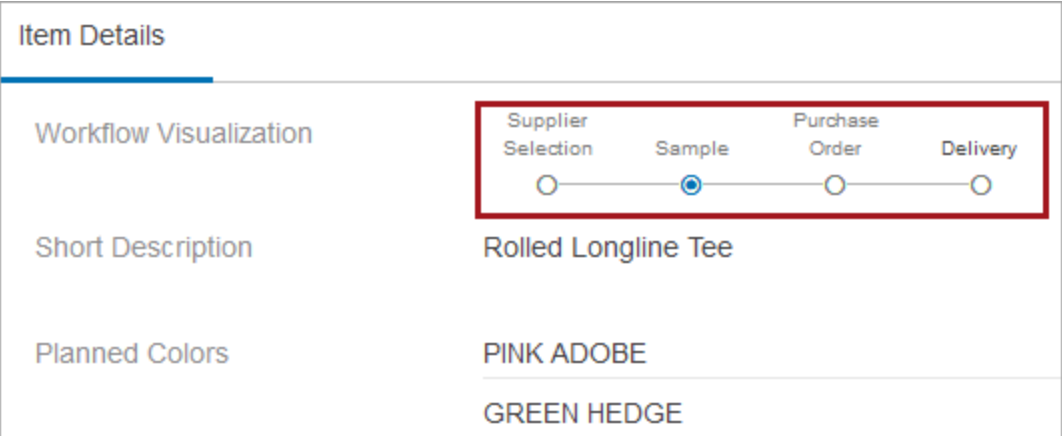 Item Details
Workflow Visualization
Supplier Selection
Sample
Purchase Order
Delivery
Short Description
Rolled Longline Tee
Planned Colors
PINK ADOBE
GREEN HEDGE